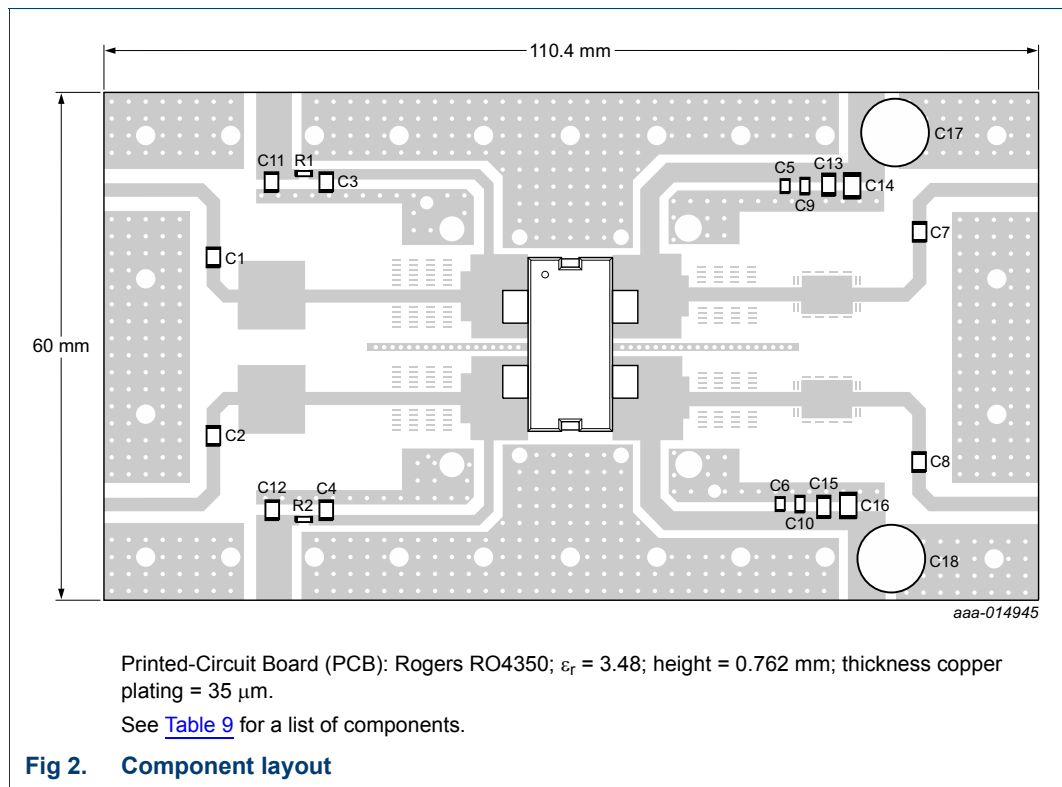 110.4 mm
C17
C11
R1
C3
C5
C13
C14
C9
C7
C1
60 mm
C2
C8
C12
C4
R2
C6
C15
C16
C10
C18
aaa-014945
Printed-Circuit Board (PCB): Rogers RO4350; εr = 3.48; height = 0.762 mm; thickness copper
plating = 35 μm.
See Table 9 for a list of components.
Fig 2. Component layout